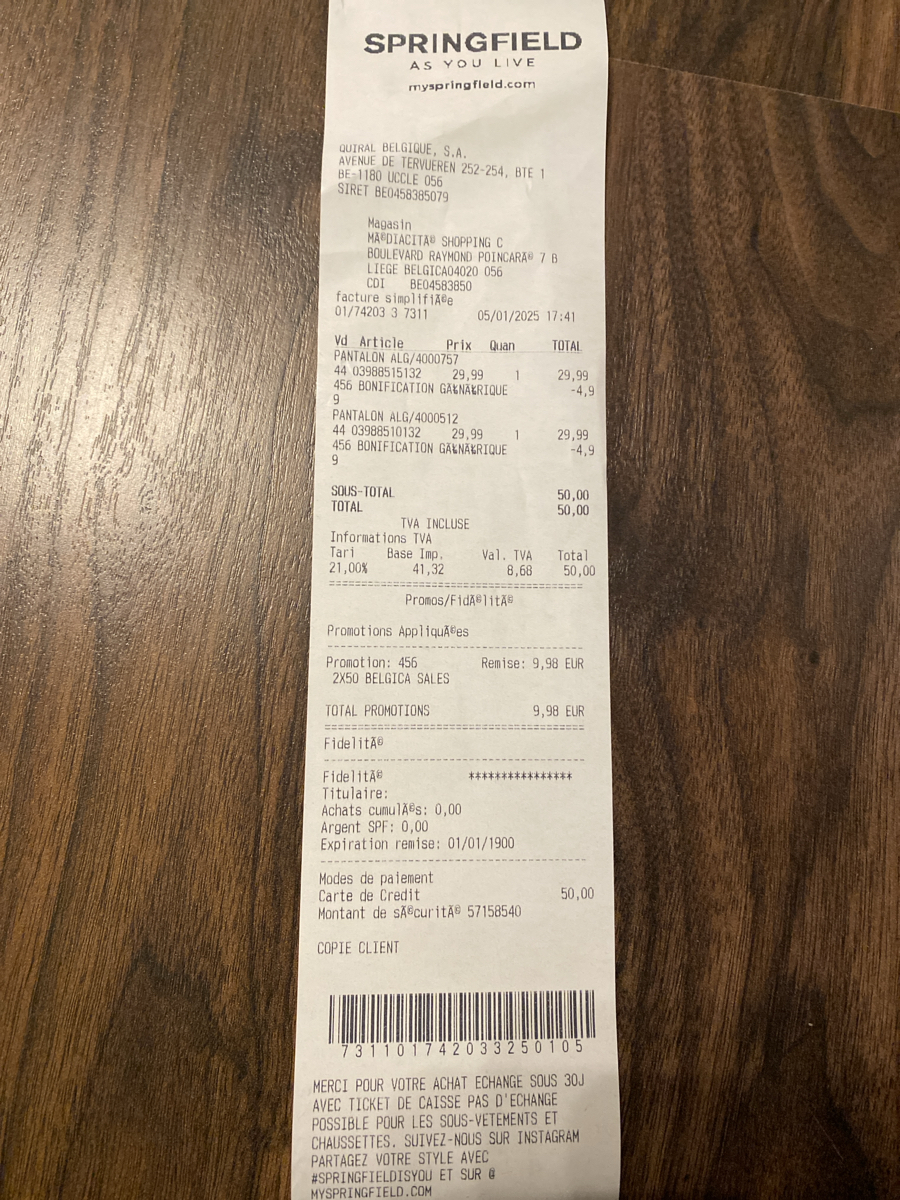 SPRINGFIELD
AS YOU LIVE
myspringfield.com
QUIRAL BELGIQUE, S.A.
AVENUE DE TERVUEREN 252-254, BTE 1
BE-1180 UCCLE 056
SIRET BE0458385079
Magasin
MÃ©DIACITÃ© SHOPPING C
BOULEVARD RAYMOND POINCARÃ© 7 B
LIEGE BELGICA04020 056
CDI BE04583850
facture simplifiÃ©e
01/74203 3 7311 05/01/2025 17:41
Vd Article Prix Quan TOTAL
PANTALON ALG/4000757
44 03988515132 29,99 1 29,99
456 BONIFICATION GÃ‰NÃ‰RIQUE -4,9
9
PANTALON ALG/4000512
44 03988510132 29,99 1 29,99
456 BONIFICATION GÃ‰NÃ‰RIQUE -4,9
9
SOUS-TOTAL 50,00
TOTAL 50,00
TVA INCLUSE
Informations TVA
Tari Base Imp. Val. TVA Total
21,00% 41,32 8,68 50,00
Promos/FidÃ©litÃ©
Promotions AppliquÃ©es
Promotion: 456 Remise: 9,98 EUR
2X50 BELGICA SALES
TOTAL PROMOTIONS 9,98 EUR
FidelitÃ©
FidelitÃ© ****************
Titulaire:
Achats cumulÃ©s: 0,00
Argent SPF: 0,00
Expiration remise: 01/01/1900
Modes de paiement
Carte de Credit 50,00
Montant de sÃ©curitÃ© 57158540
COPIE CLIENT
731101742033250105
MERCI POUR VOTRE ACHAT ECHANGE SOUS 30J
AVEC TICKET DE CAISSE PAS D'ECHANGE
POSSIBLE POUR LES SOUS-VETEMENTS ET
CHAUSSETTES. SUIVEZ-NOUS SUR INSTAGRAM
PARTAGEZ VOTRE STYLE AVEC
#SPRINGFIELDISYOU ET SUR @
MYSPRINGFIELD.COM